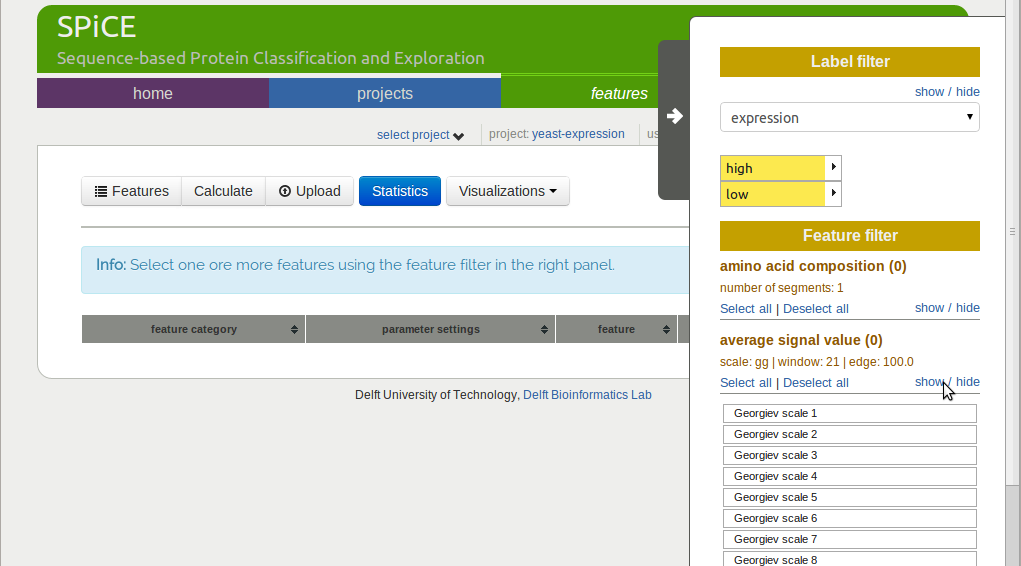 SPiCE
Sequence-based Protein Classification and Exploration
home
projects
features
select project
project: yeast-expression
Features
Calculate
Upload
Statistics
Visualizations
Info: Select one ore more features using the feature filter in the right panel.
feature category
parameter settings
feature
Delft University of Technology, Delft Bioinformatics Lab
Label filter
show / hide
expression
high
low
Feature filter
amino acid composition (0)
number of segments: 1
Select all | Deselect all
show / hide
average signal value (0)
scale: gg | window: 21 | edge: 100.0
Select all | Deselect all
show / hide
Georgiev scale 1
Georgiev scale 2
Georgiev scale 3
Georgiev scale 4
Georgiev scale 5
Georgiev scale 6
Georgiev scale 7
Georgiev scale 8